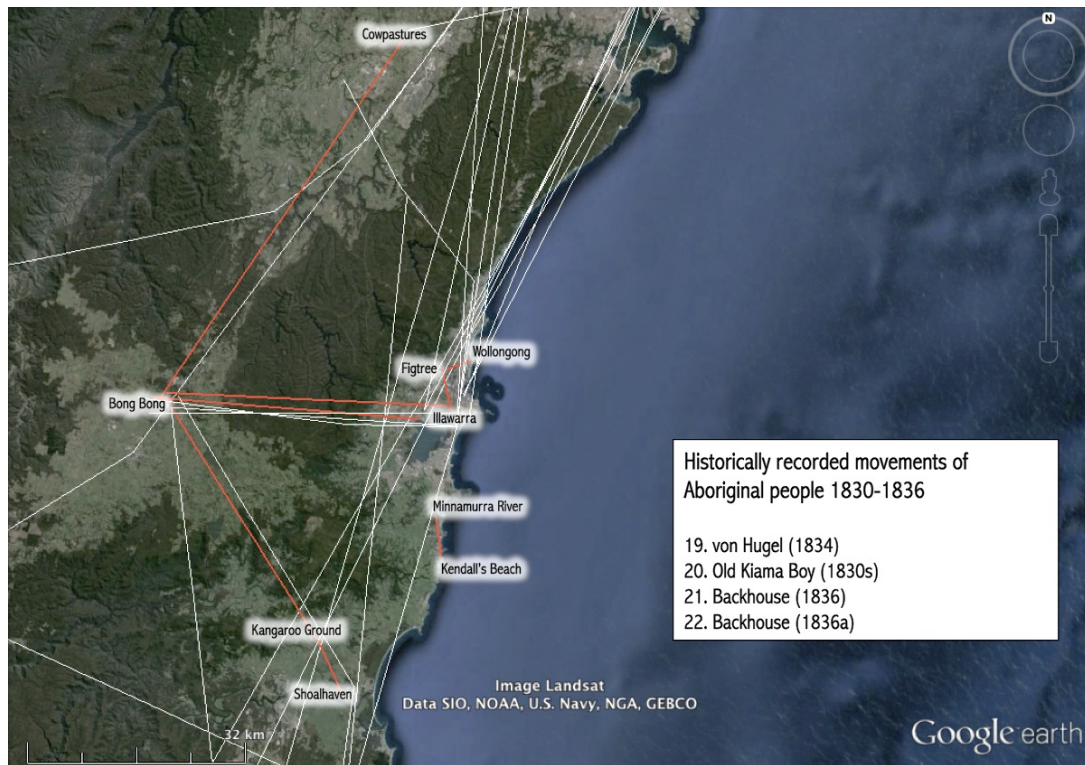 N
Cowpastures
Wollongong
Figtree
Bong Bong
Illawarra
Historically recorded movements of
Aboriginal people 1830-1836
19. von Hugel (1834)
20. Old Kiama Boy (1830s)
21. Backhouse (1836)
22. Backhouse (1836a)
Minnamurra River
Kendall's Beach
Kangaroo Ground
Shoalhaven
Image Landsat
Data SIO, NOAA, U.S. Navy, NGA, GEBCO
32 km
Google earth